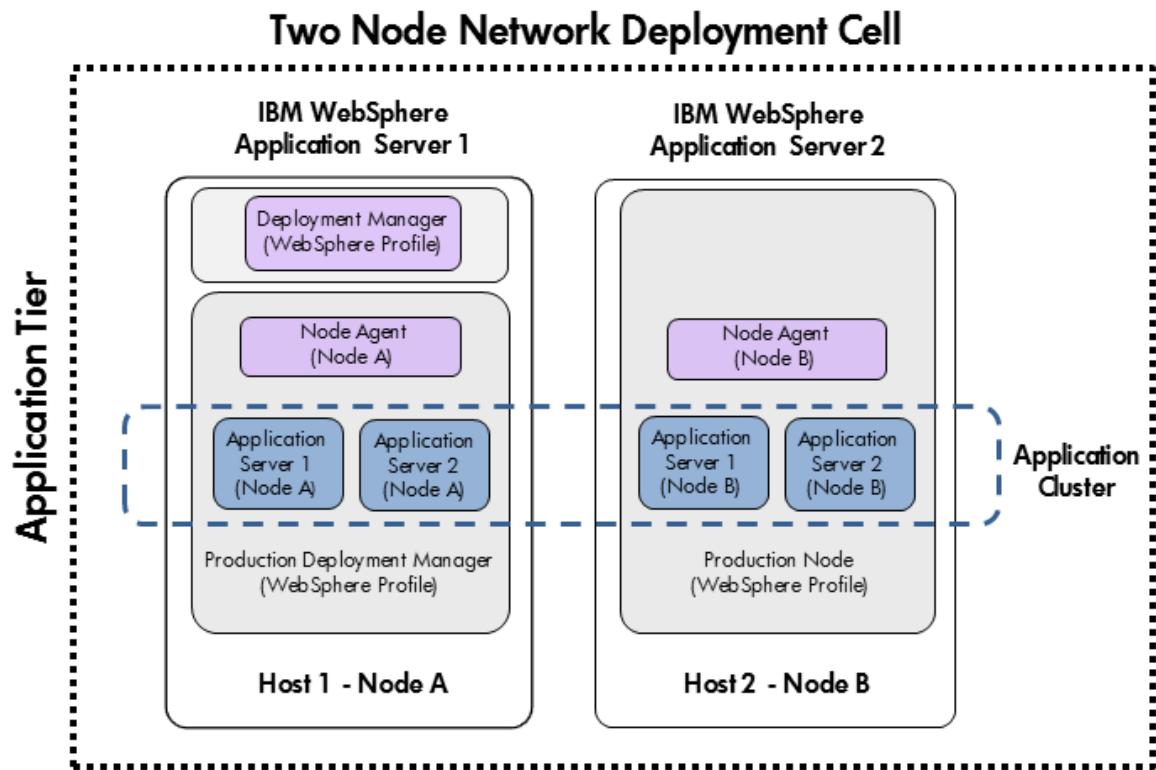 Two Node Network Deployment Cell
Application Tier
IBM WebSphere
Application Server 1
Deployment Manager
(WebSphere Profile)
Node Agent
(Node A)
Application
Server 1
(Node A)
Application
Server 2
(Node A)
Production Deployment Manager
(WebSphere Profile)
Host 1 - Node A
IBM WebSphere
Application Server 2
Node Agent
(Node B)
Application
Server 1
(Node B)
Application
Server 2
(Node B)
Production Node
(WebSphere Profile)
Host 2 - Node B
Application
Cluster